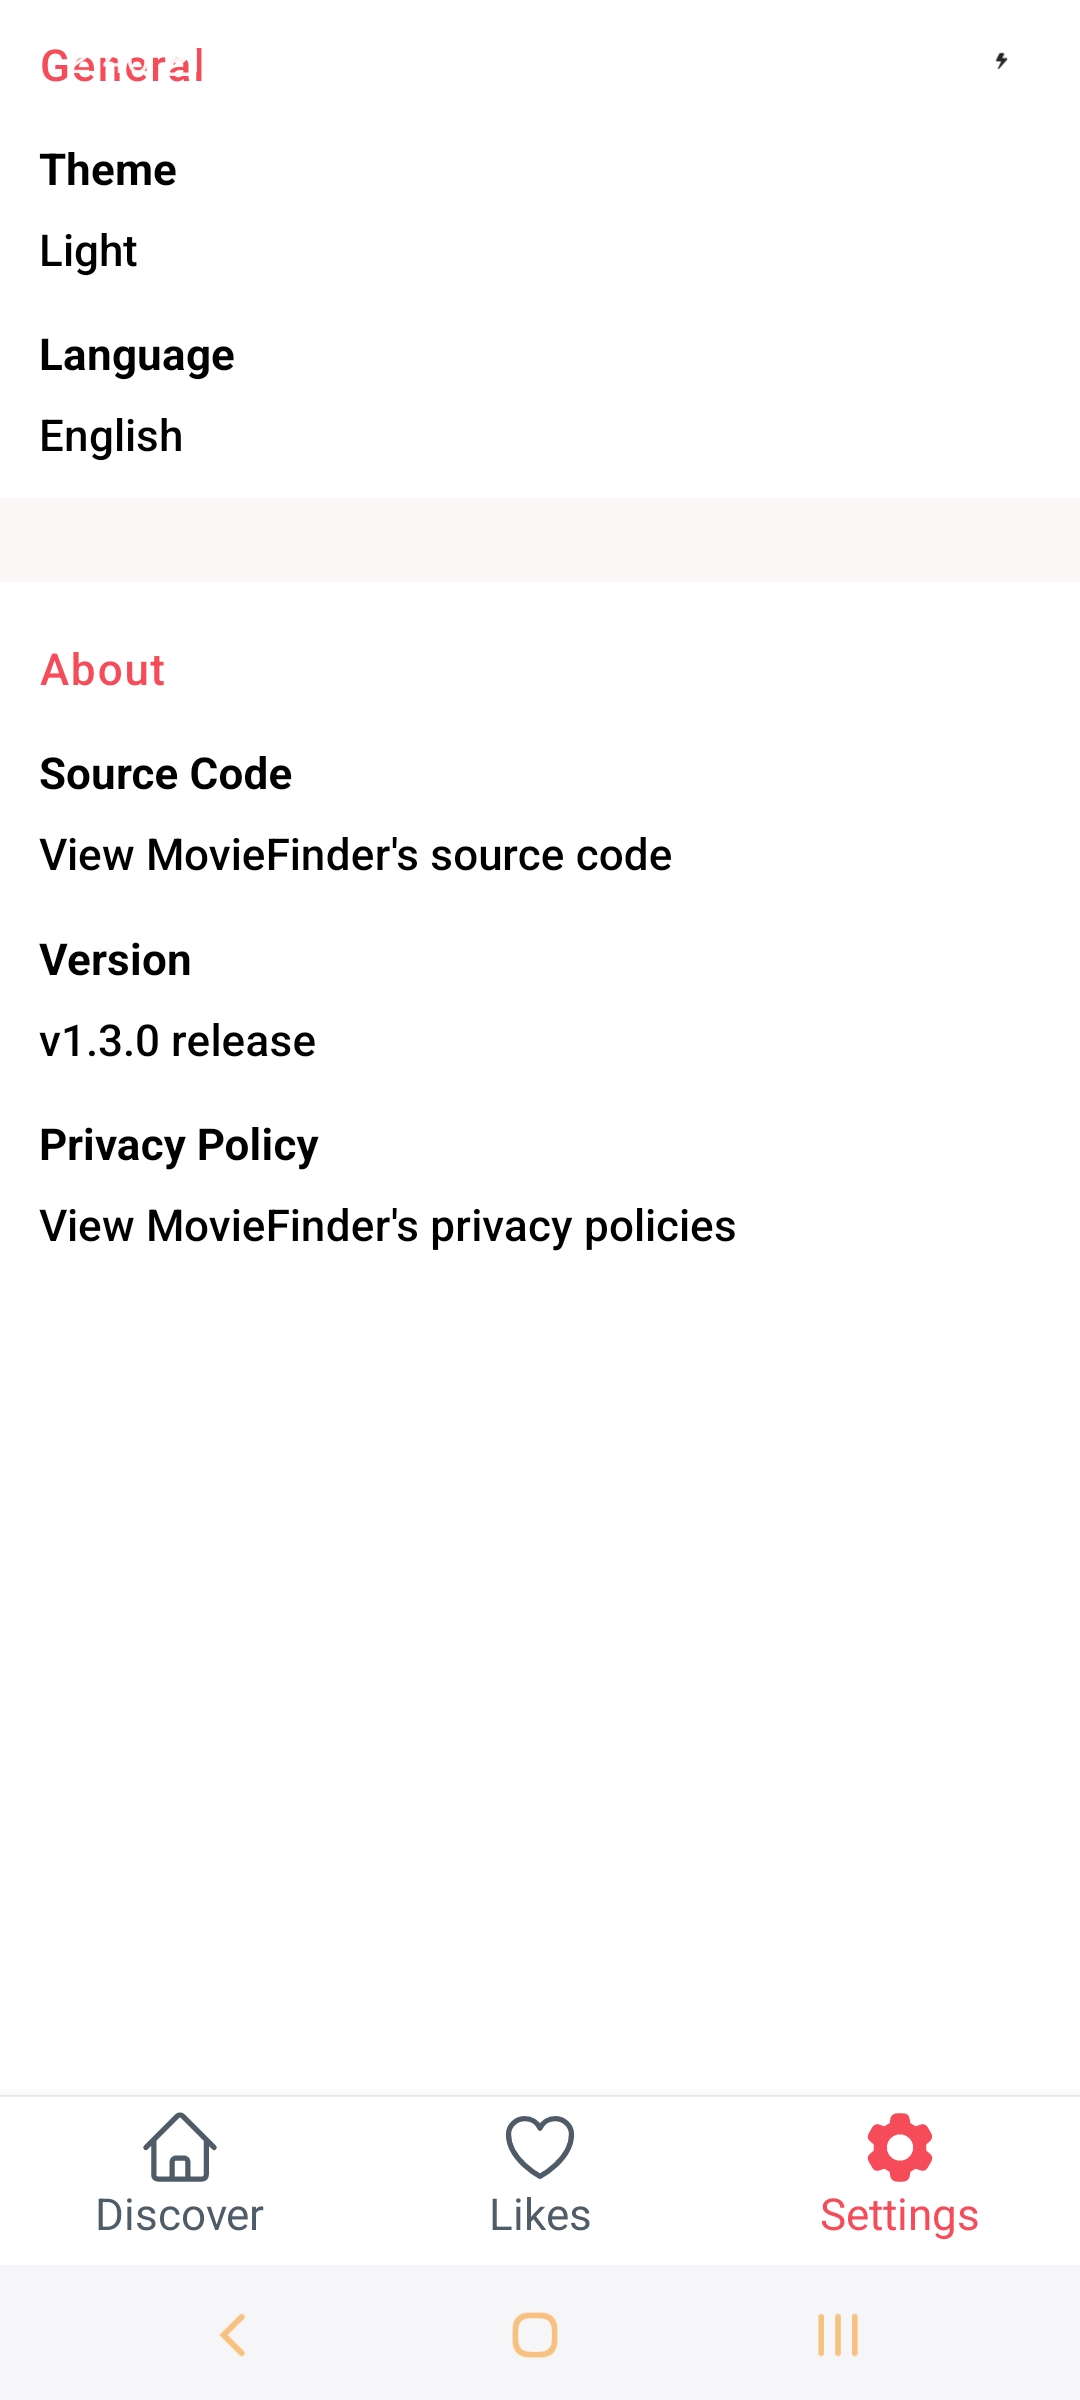 General
Theme
Light
Language
English
About
Source Code
View MovieFinder's source code
Version
v1.3.0 release
Privacy Policy
View MovieFinder's privacy policies
Discover
Likes
Settings